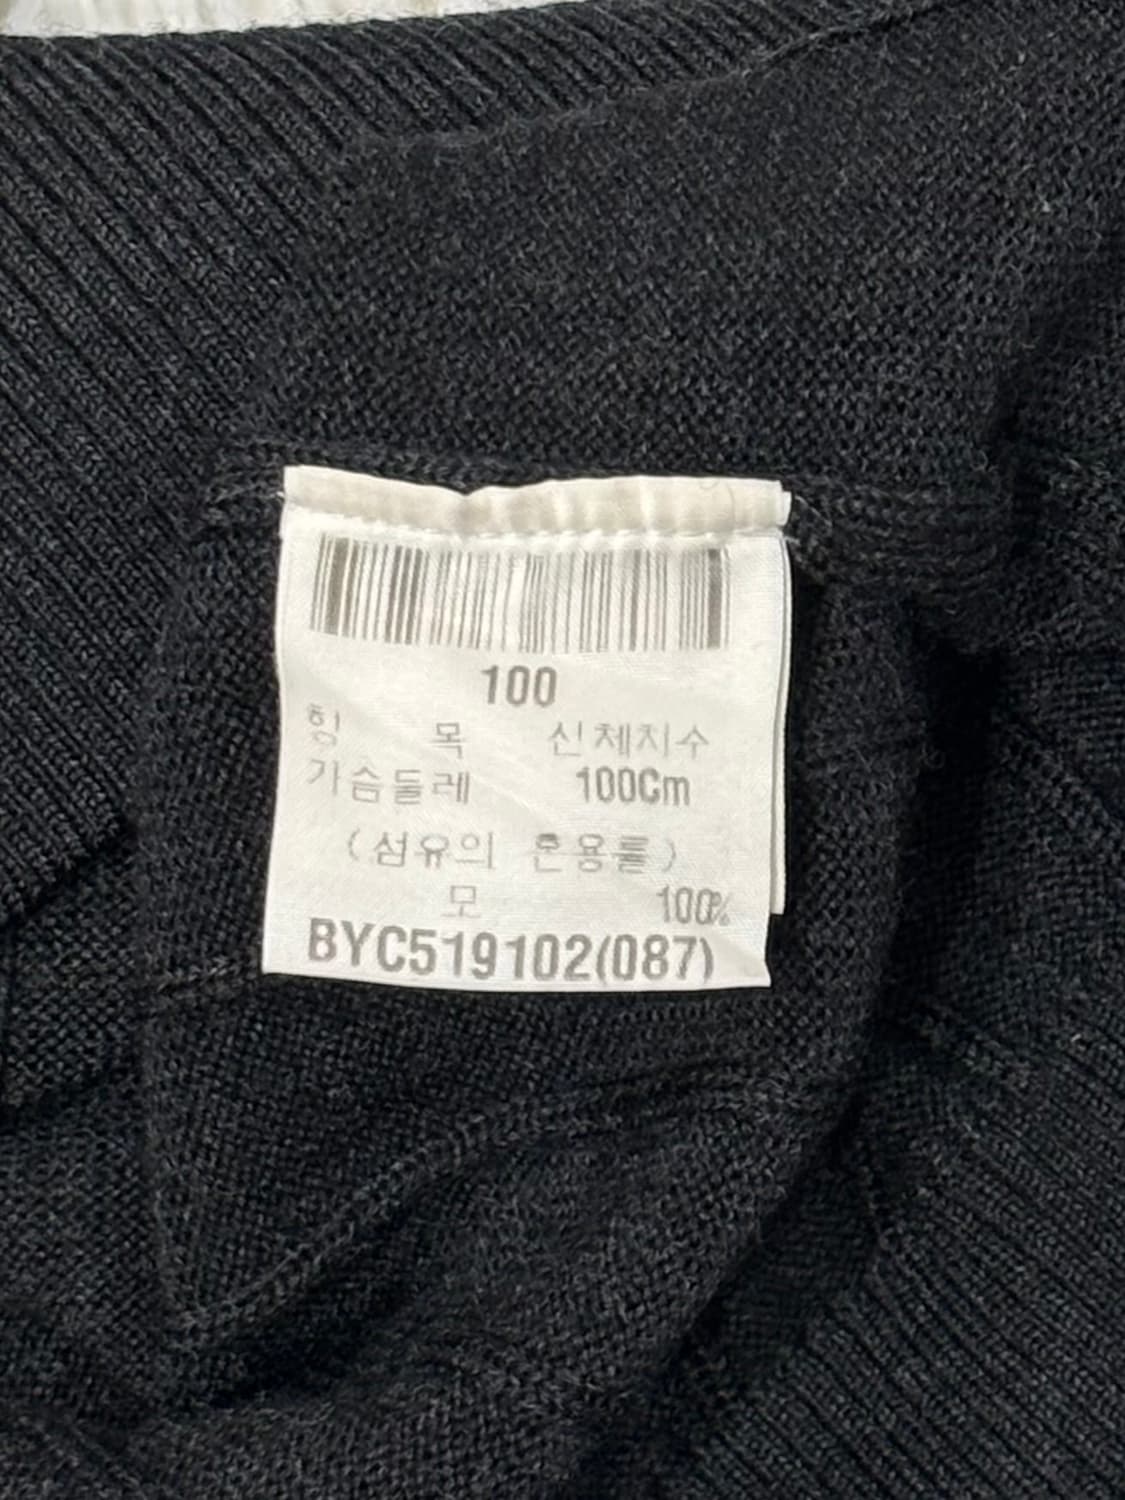 100
항 목 신체치수
가슴둘레 100Cm
(섬유의 혼용률)
모 100%
BYC519102(087)